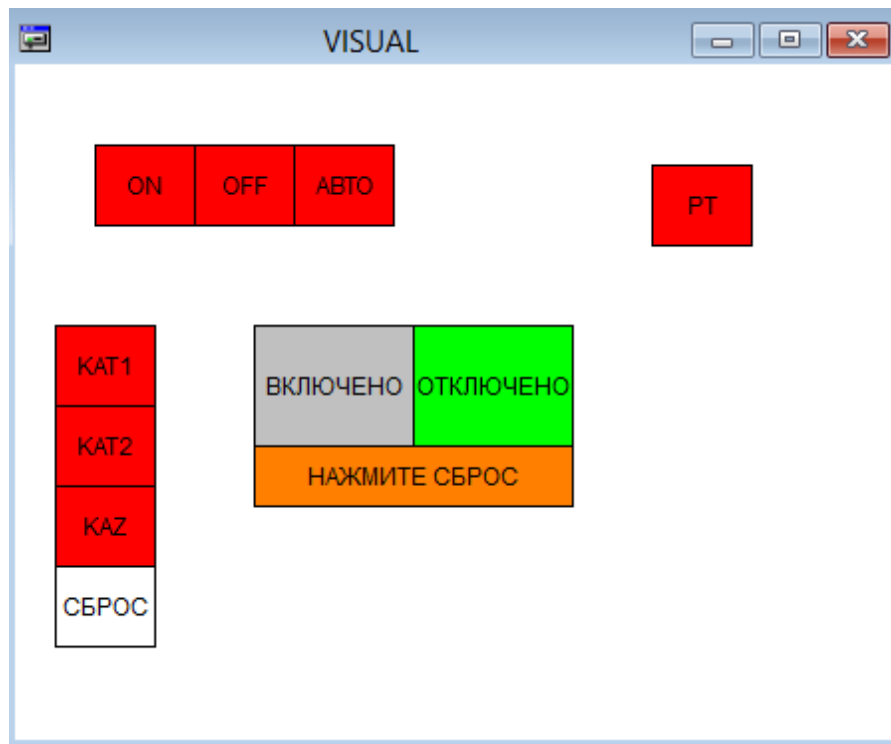 VISUAL
ON OFF АВТО
PT
КАТ1
КАТ2
KAZ
СБРОС
ВКЛЮЧЕНО ОТКЛЮЧЕНО
НАЖМИТЕ СБРОС